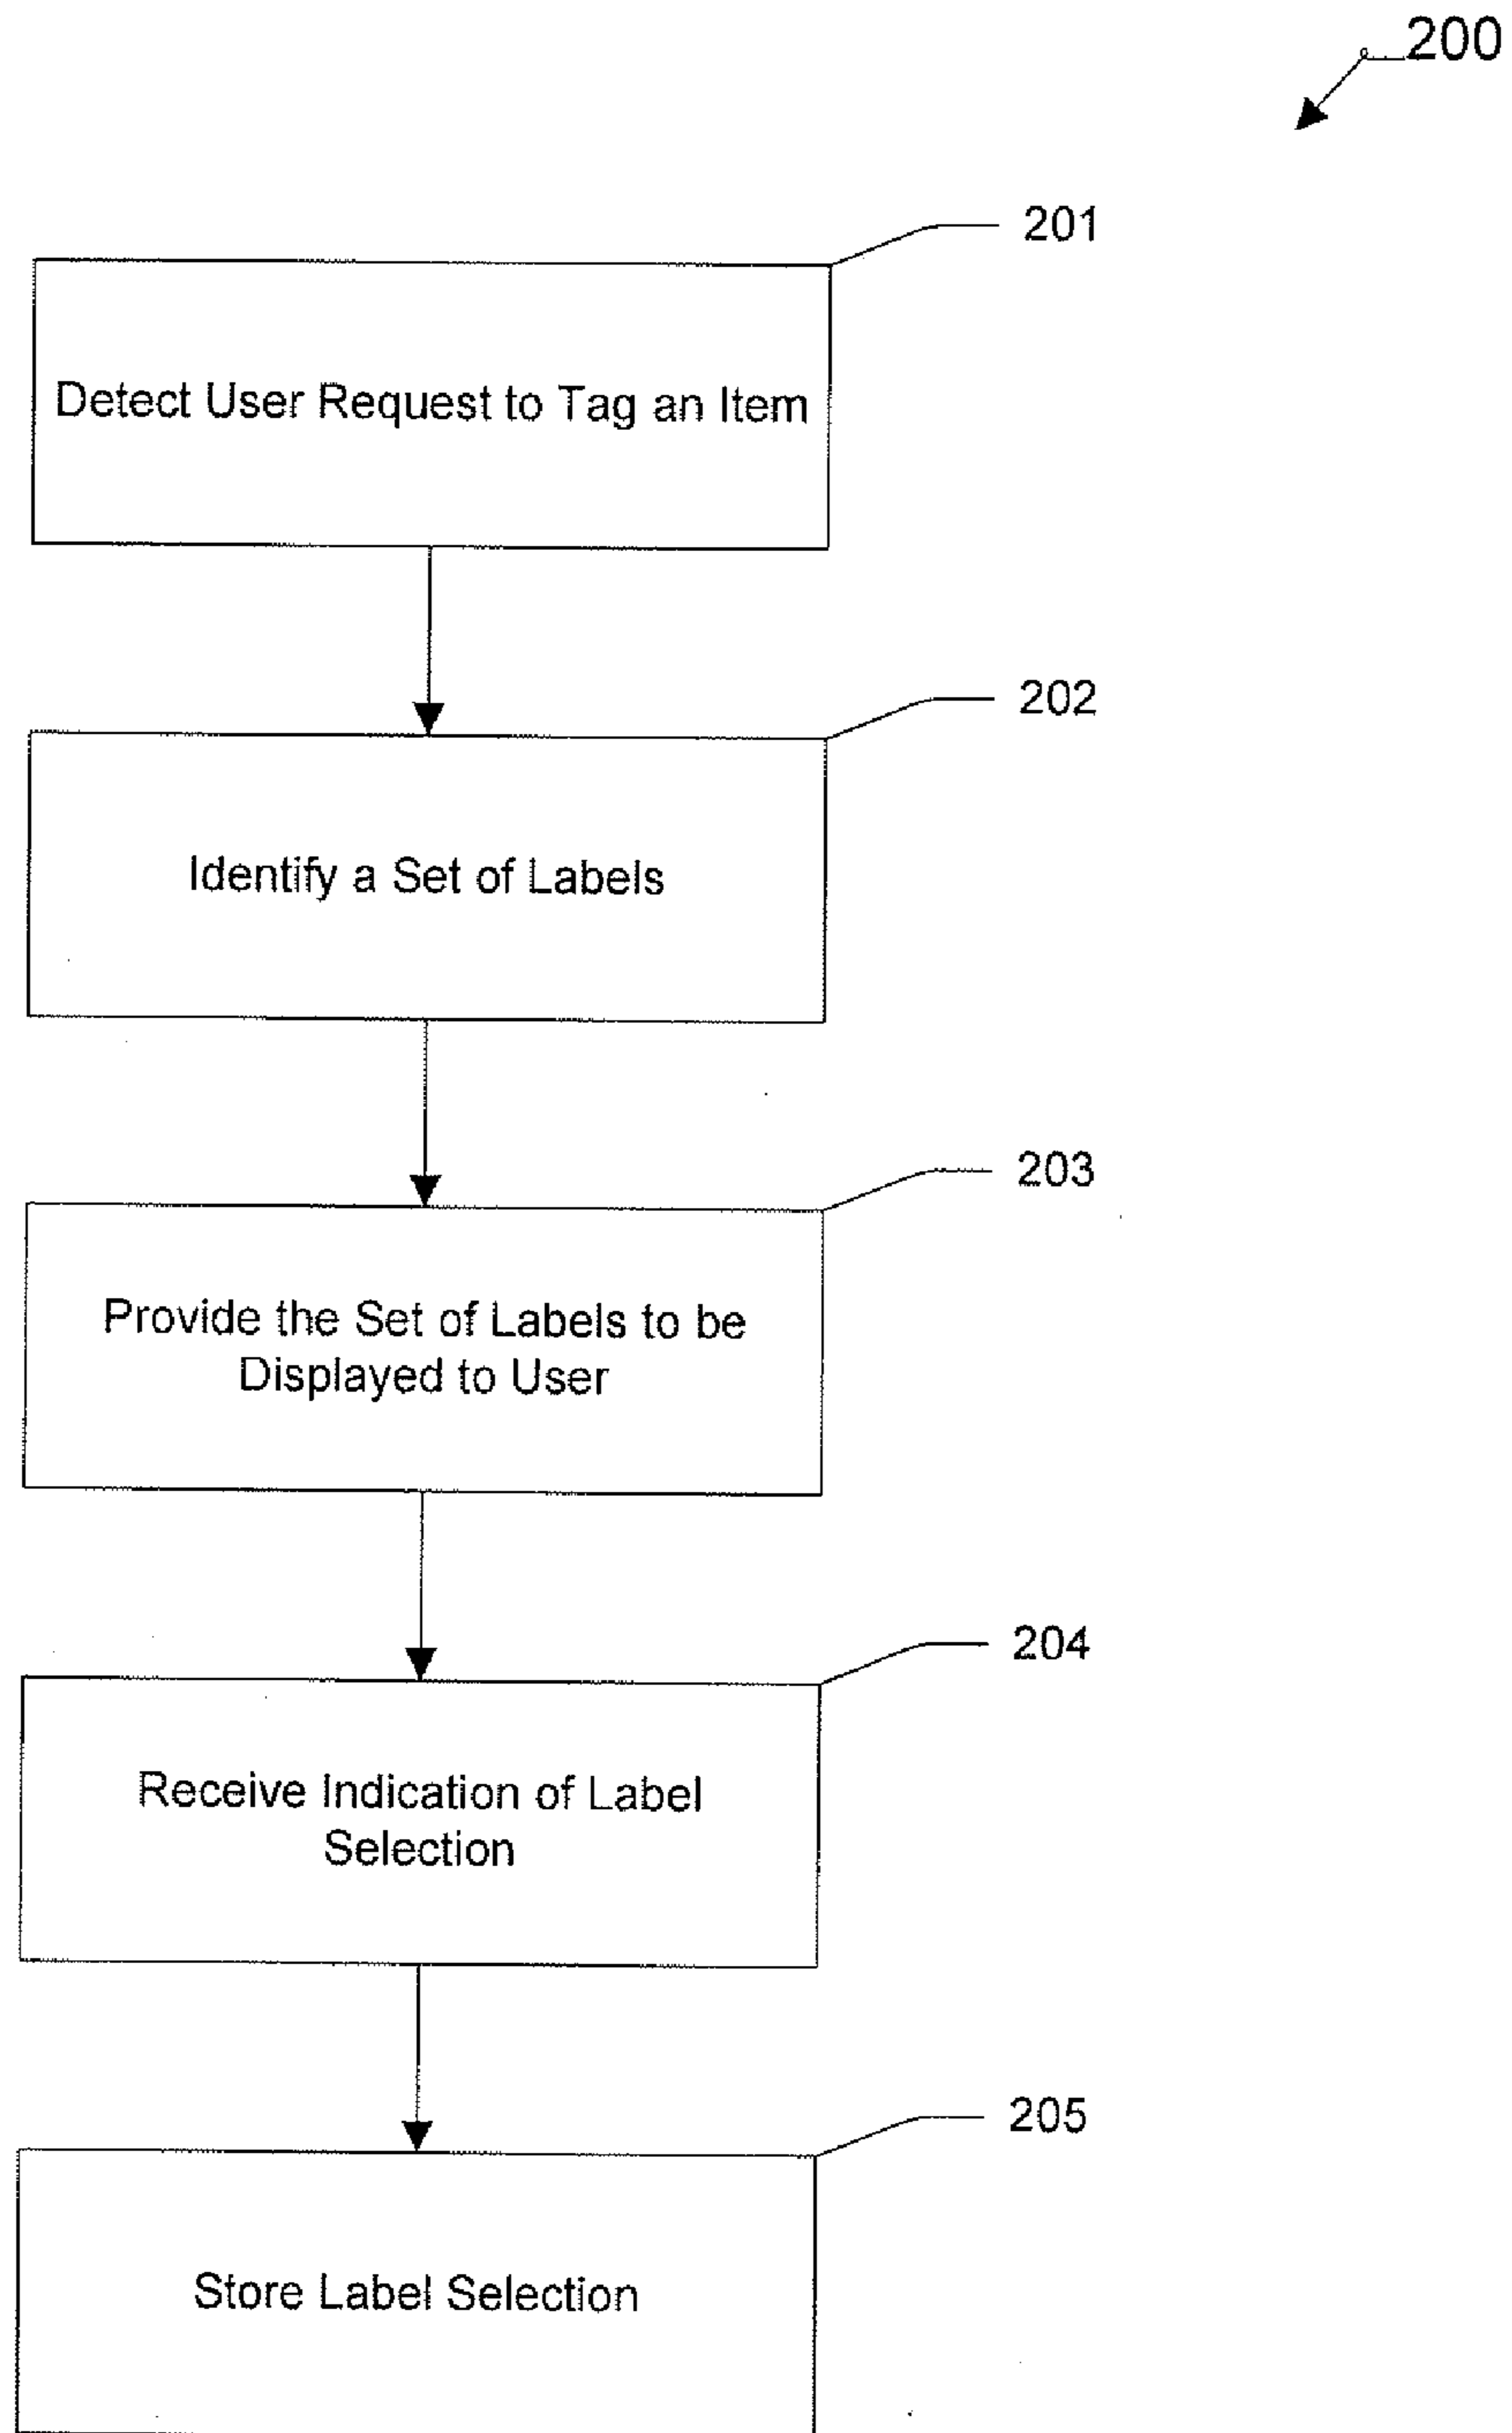 200
201
Detect User Request to Tag an Item
202
Identify a Set of Labels
203
Provide the Set of Labels to be
Displayed to User
204
Receive Indication of Label
Selection
205
Store Label Selection